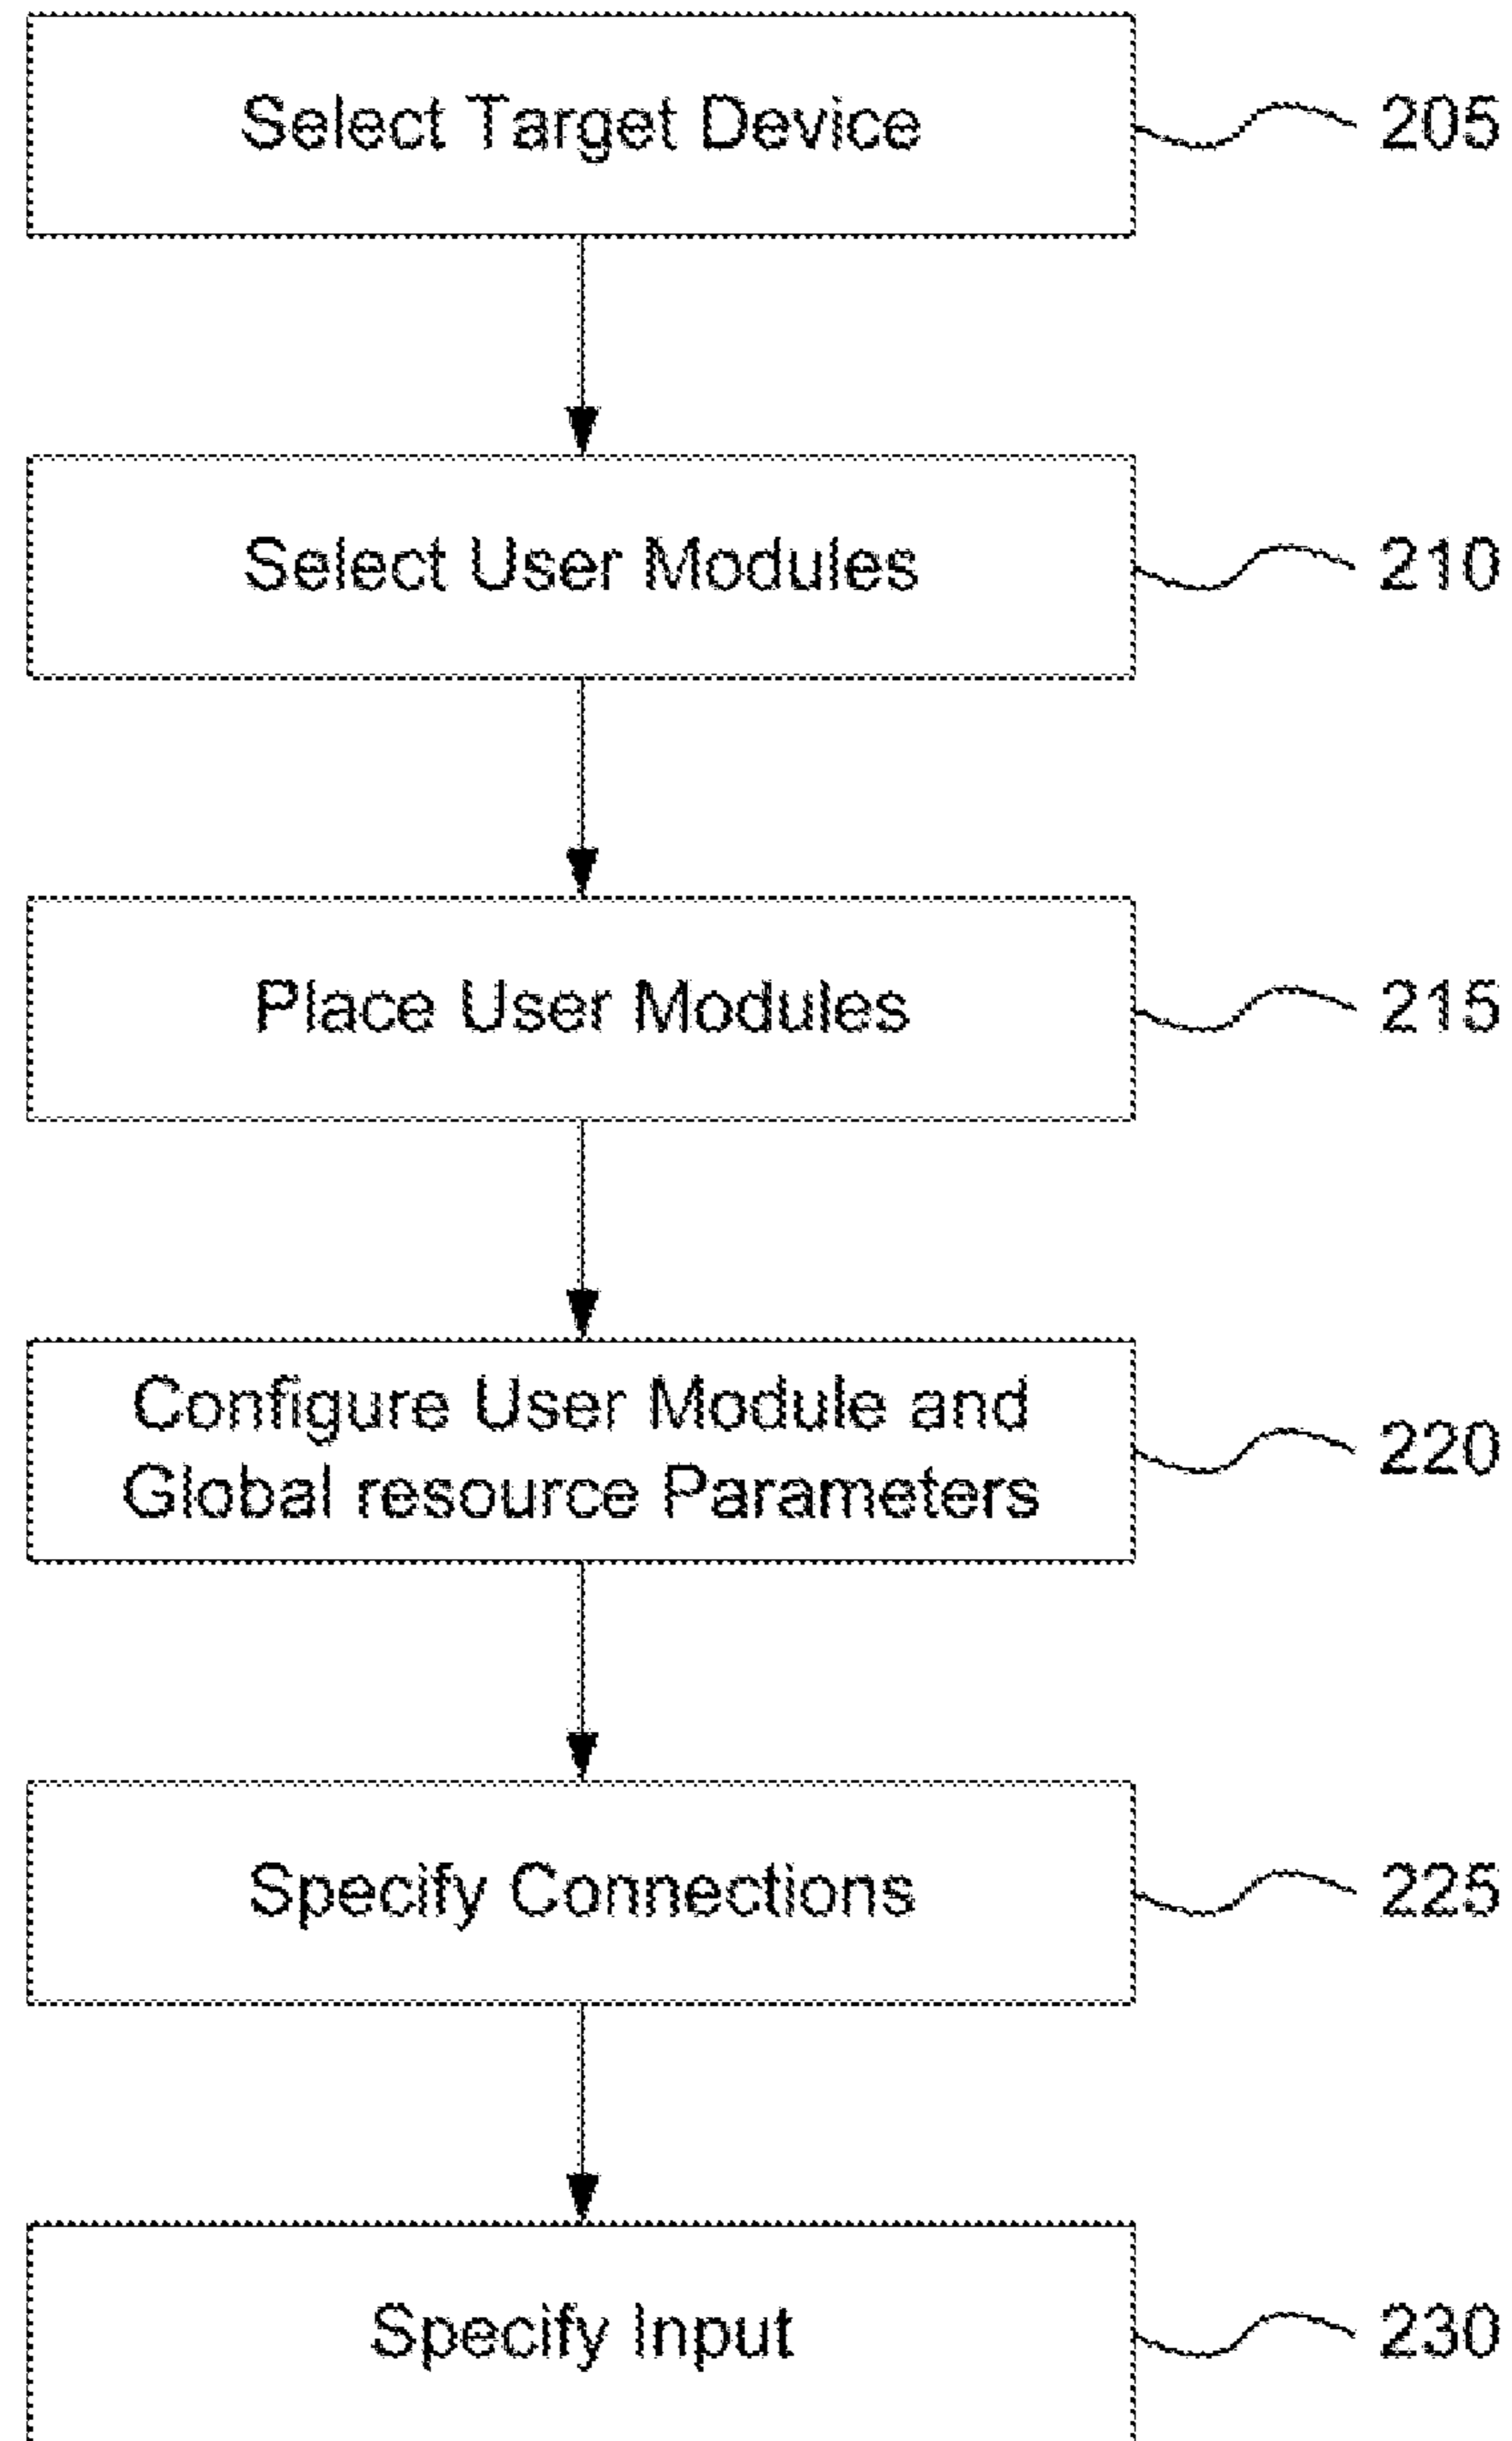 Select Target Device
205
Select User Modules
210
Place User Modules
215
Configure User Module and
Global resource Parameters
220
Specify Connections
225
Specify Input
230